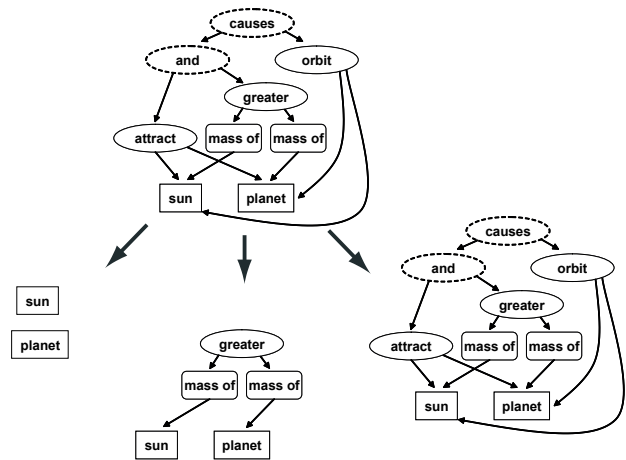 causes
and
orbit
greater
attract
mass of
mass of
sun
planet
sun
planet
greater
mass of
mass of
sun
planet
causes
and
orbit
greater
attract
mass of
mass of
sun
planet